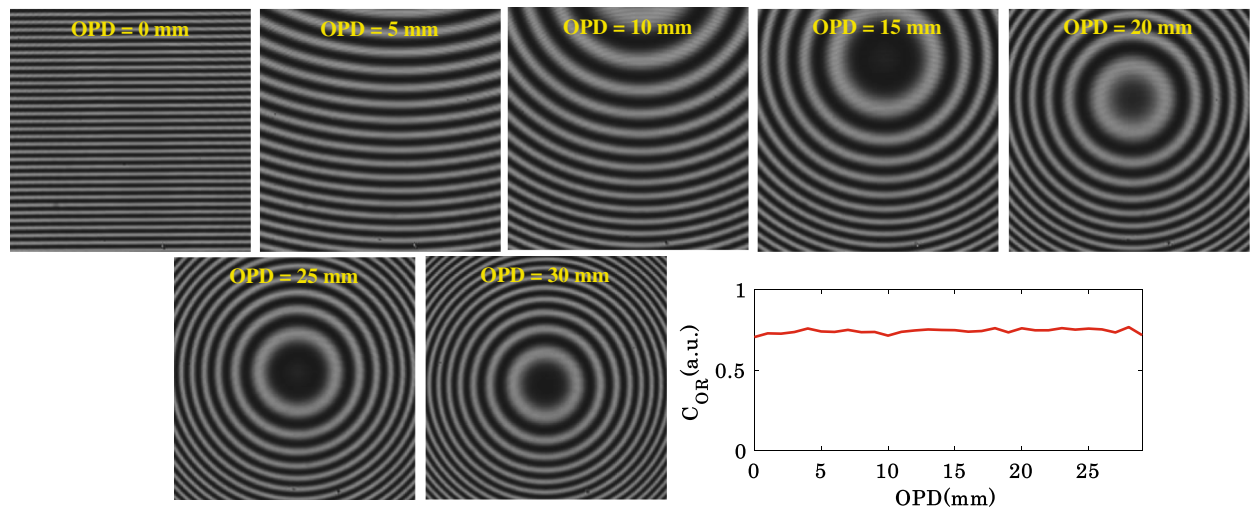 OPD = 0 mm
OPD = 5 mm
OPD = 10 mm
OPD = 15 mm
OPD = 20 mm
OPD = 25 mm
OPD = 30 mm
C_OR(a.u.)
1
0.5
0
0 5 10 15 20 25
OPD(mm)